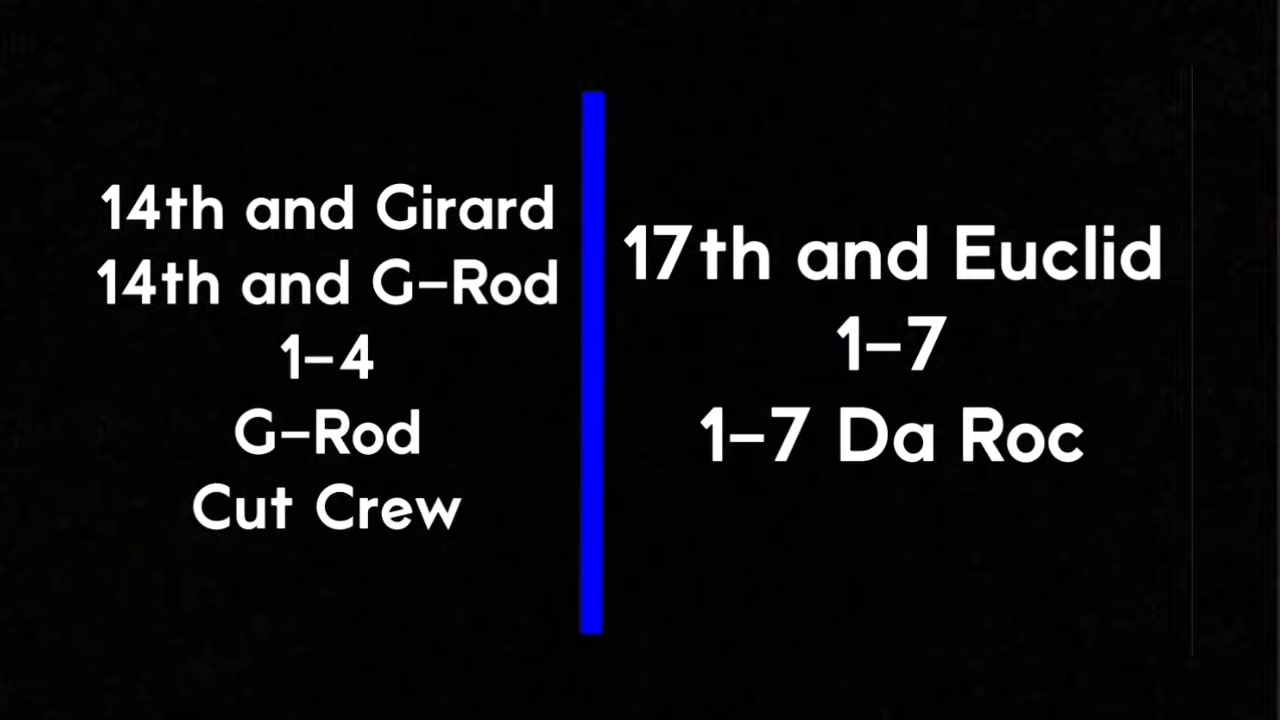 14th and Girard
14th and G-Rod
1-4
G-Rod
Cut Crew
17th and Euclid
1-7
1-7 Da Roc